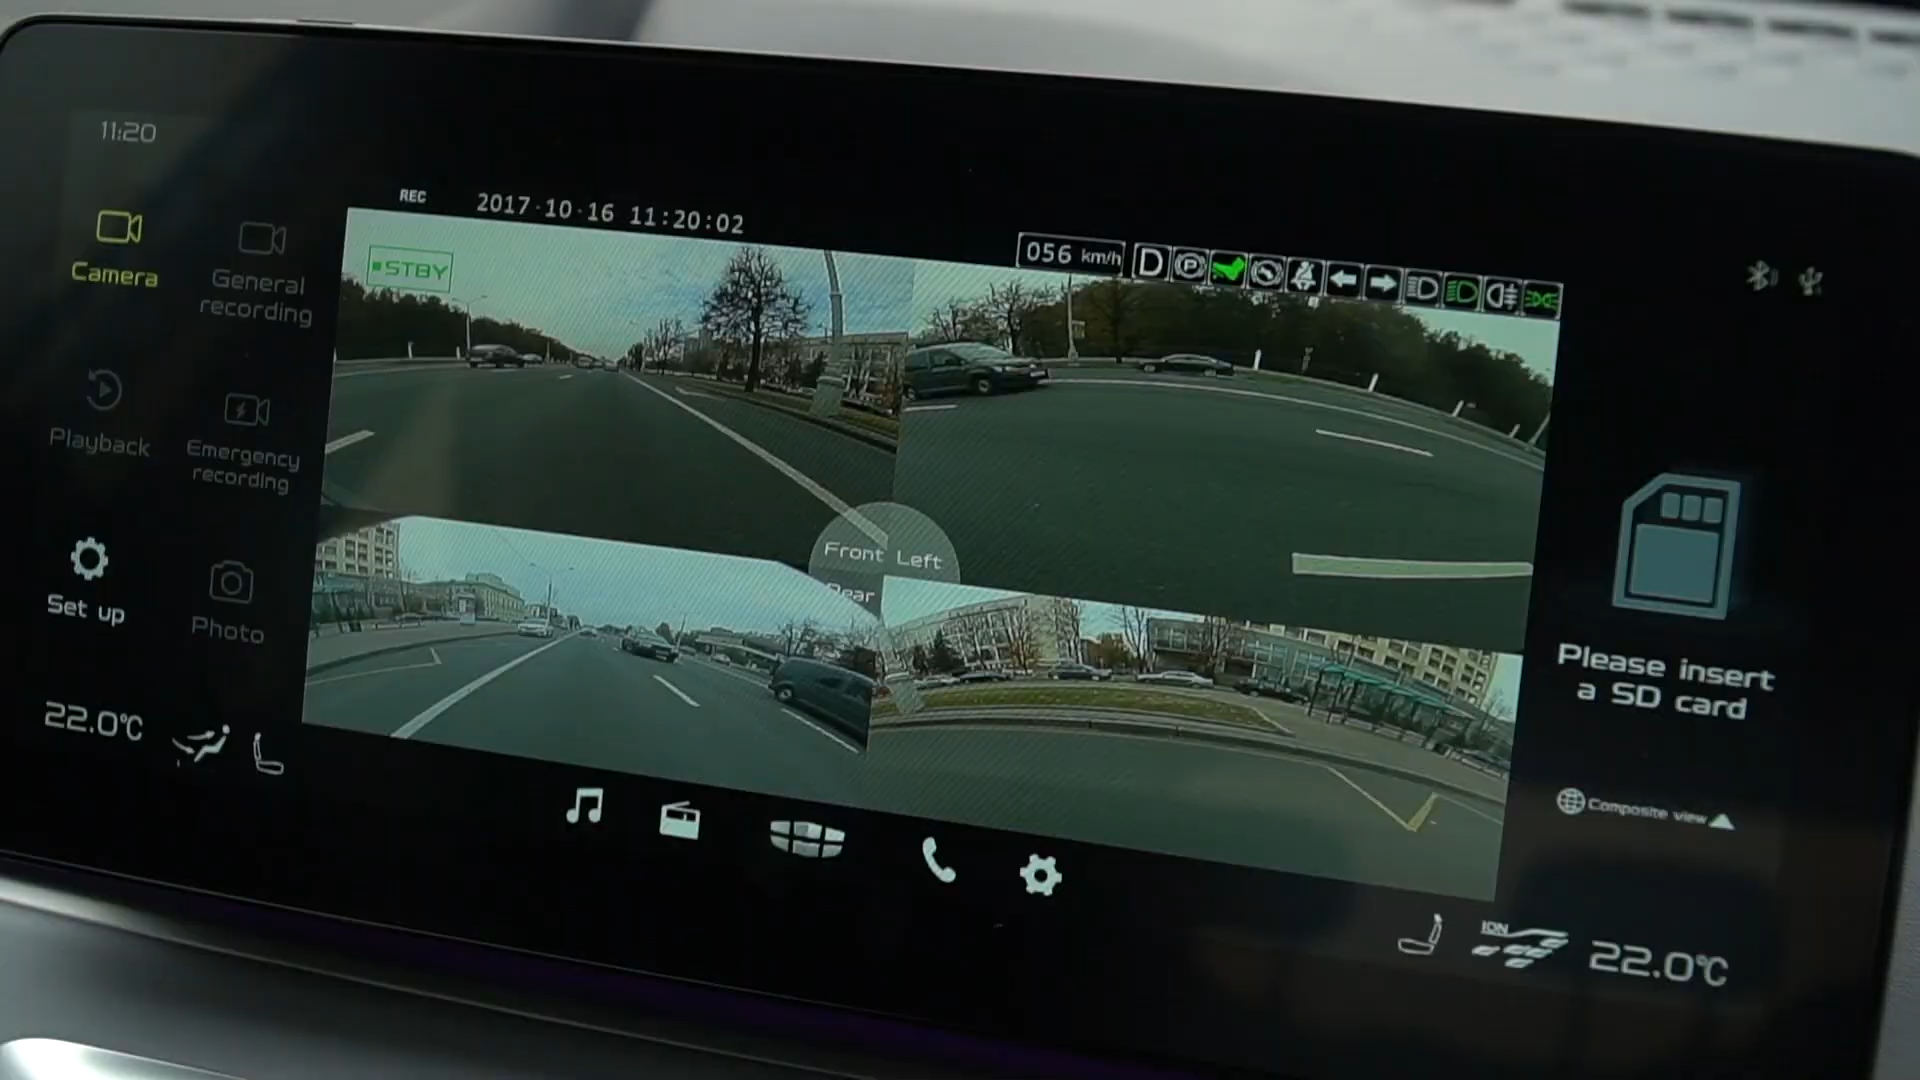 11:20
REC 2017-10-16 11:20:02
056 km/h D P
STBY
Camera
General
recording
Playback
Emergency
recording
Set up
Photo
Front Left
Rear
Please insert
a SD card
Composite view
22.0°C
ION
22.0°C